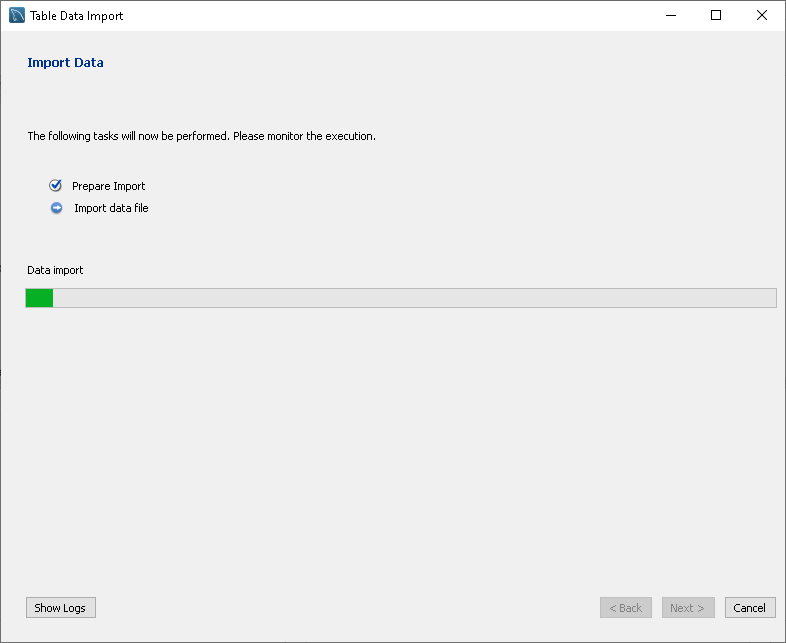 Table Data Import
Import Data
The following tasks will now be performed. Please monitor the execution.
Prepare Import
Import data file
Data import
Show Logs
< Back
Next >
Cancel